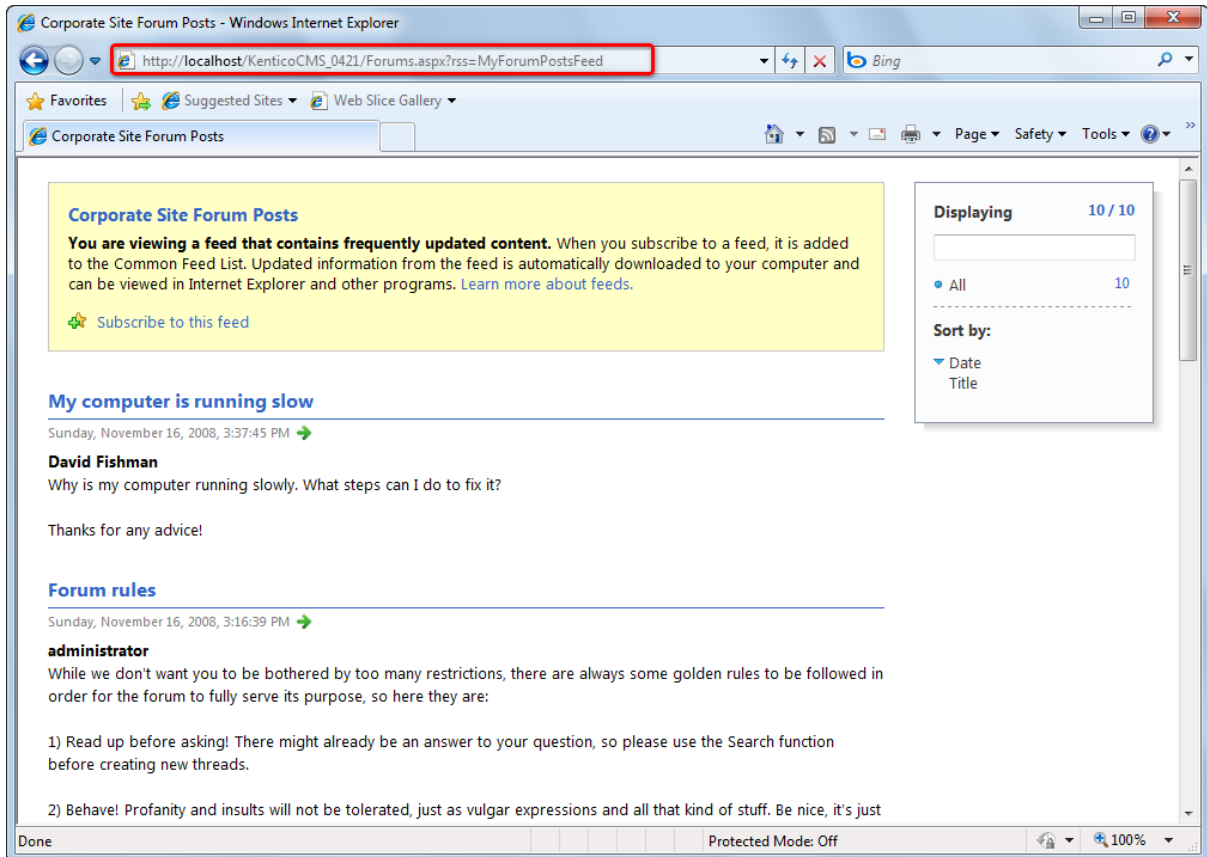 Corporate Site Forum Posts - Windows Internet Explorer
http://localhost/KenticoCMS_0421/Forums.aspx?rss=MyForumPostsFeed
Bing
Favorites
Suggested Sites
Web Slice Gallery
Corporate Site Forum Posts
Page
Safety
Tools
Corporate Site Forum Posts
You are viewing a feed that contains frequently updated content. When you subscribe to a feed, it is added
to the Common Feed List. Updated information from the feed is automatically downloaded to your computer and
can be viewed in Internet Explorer and other programs. Learn more about feeds.
Subscribe to this feed
Displaying 10 / 10
All 10
Sort by:
Date
Title
My computer is running slow
Sunday, November 16, 2008, 3:37:45 PM
David Fishman
Why is my computer running slowly. What steps can I do to fix it?
Thanks for any advice!
Forum rules
Sunday, November 16, 2008, 3:16:39 PM
administrator
While we don't want you to be bothered by too many restrictions, there are always some golden rules to be followed in
order for the forum to fully serve its purpose, so here they are:
1) Read up before asking! There might already be an answer to your question, so please use the Search function
before creating new threads.
2) Behave! Profanity and insults will not be tolerated, just as vulgar expressions and all that kind of stuff. Be nice, it's just
Done
Protected Mode: Off
100%